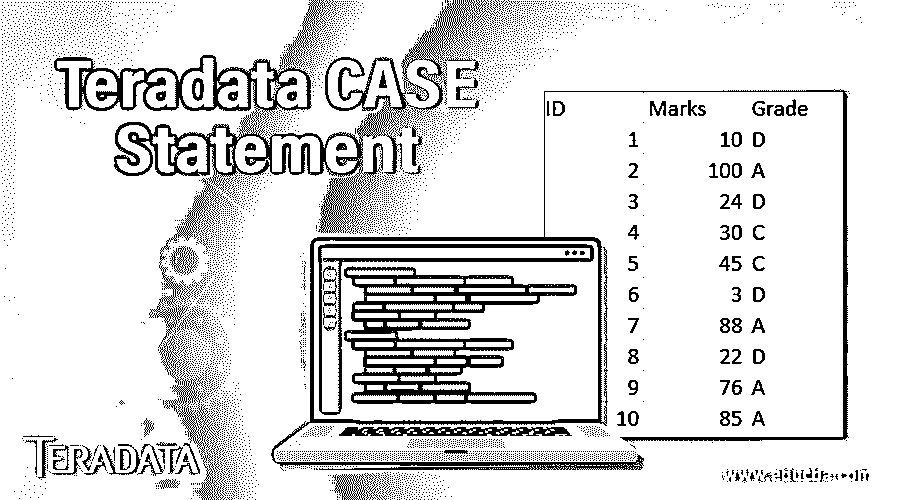 Teradata CASE
Statement
ID Marks Grade
1 10 D
2 100 A
3 24 D
4 30 C
5 45 C
6 3 D
7 88 A
8 22 D
9 76 A
10 85 A
TERADATA
www.educba.com